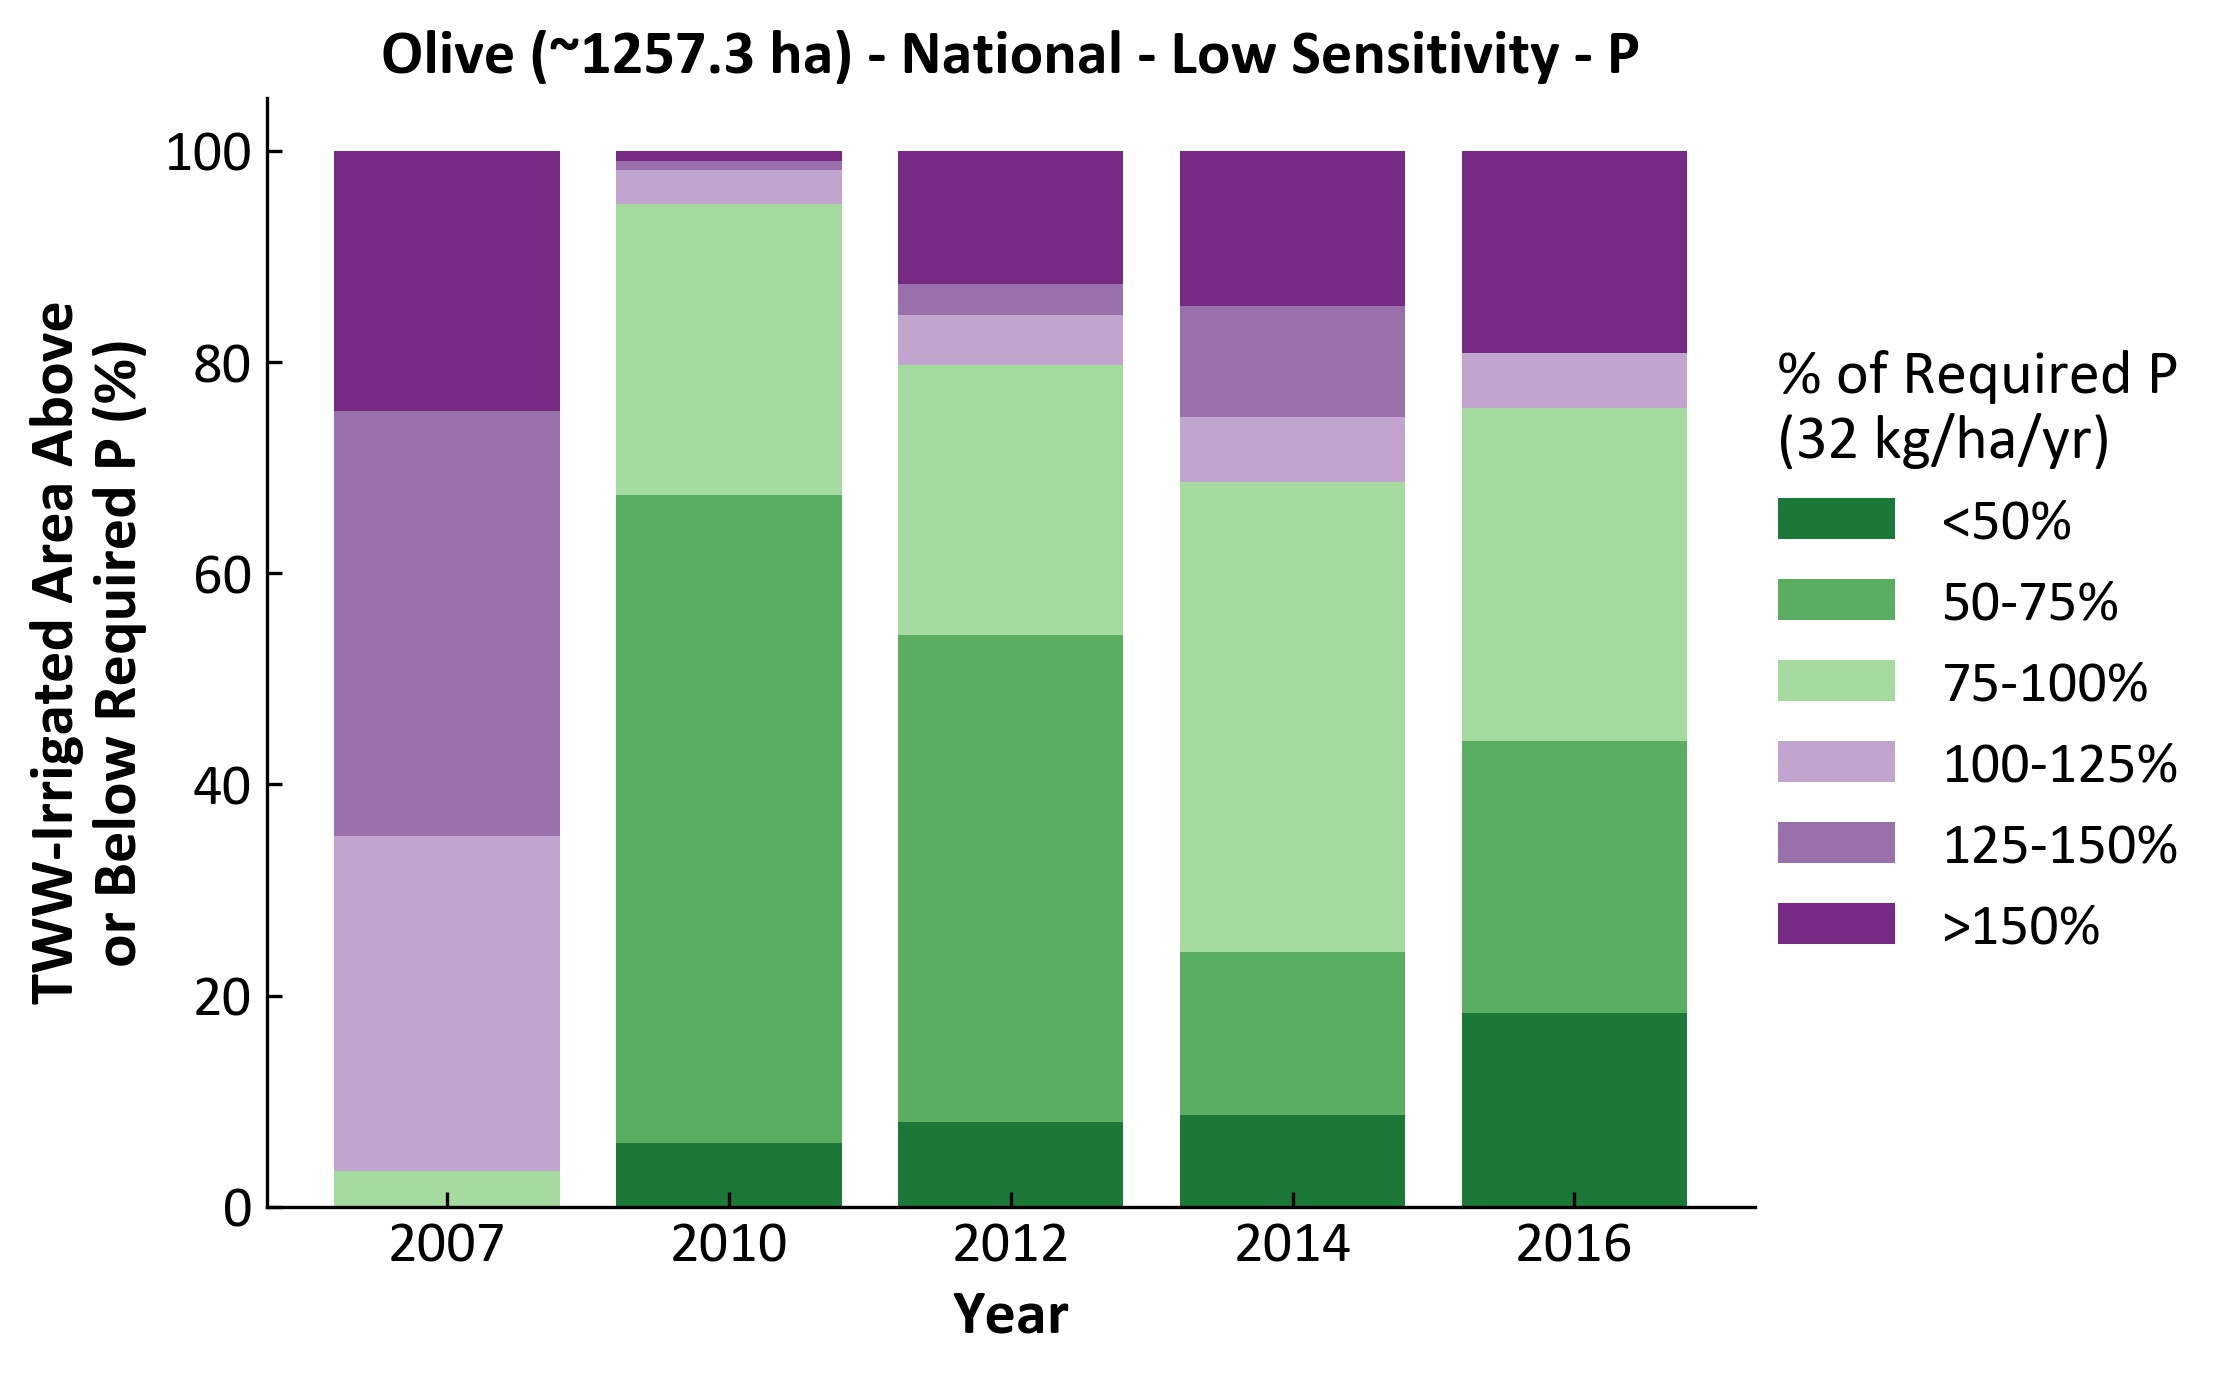 Olive (~1257.3 ha) - National - Low Sensitivity - P
TWW-Irrigated Area Above
or Below Required P (%)
100
80
60
40
20
0
2007
2010
2012
2014
2016
Year
% of Required P
(32 kg/ha/yr)
<50%
50-75%
75-100%
100-125%
125-150%
>150%